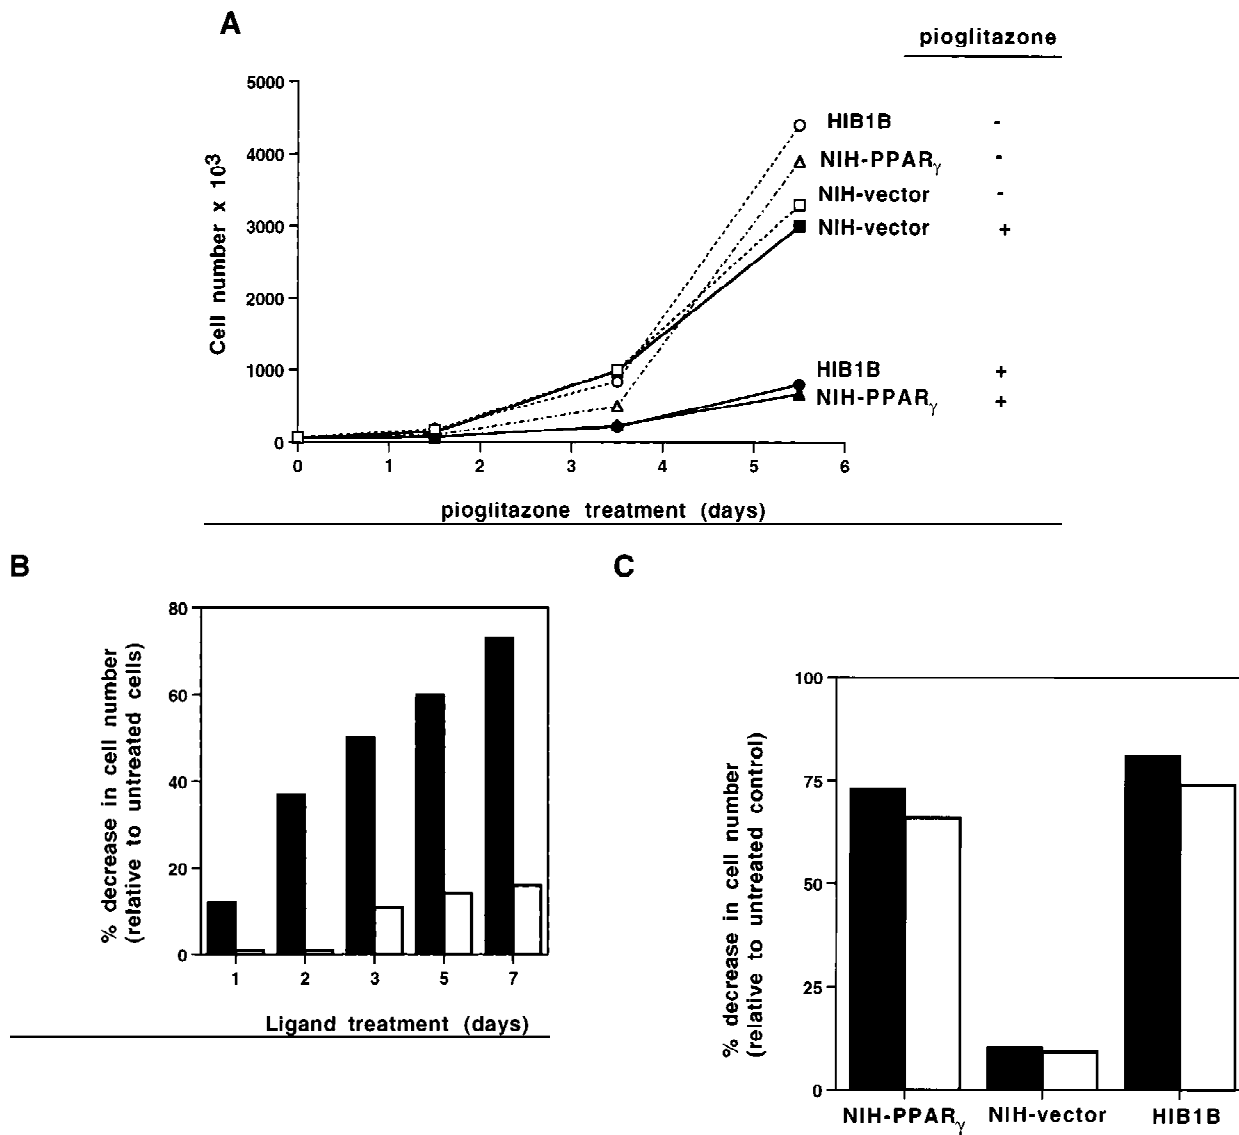 A
pioglitazone
5000
4000
3000
2000
1000
0
Cell number x 10³
HIB1B -
NIH-PPARγ -
NIH-vector -
NIH-vector +
HIB1B +
NIH-PPARγ +
0 1 2 3 4 5 6
pioglitazone treatment (days)
B
80
60
40
20
0
% decrease in cell number
(relative to untreated cells)
1 2 3 5 7
Ligand treatment (days)
C
100
75
50
25
0
% decrease in cell number
(relative to untreated control)
NIH-PPARγ NIH-vector HIB1B